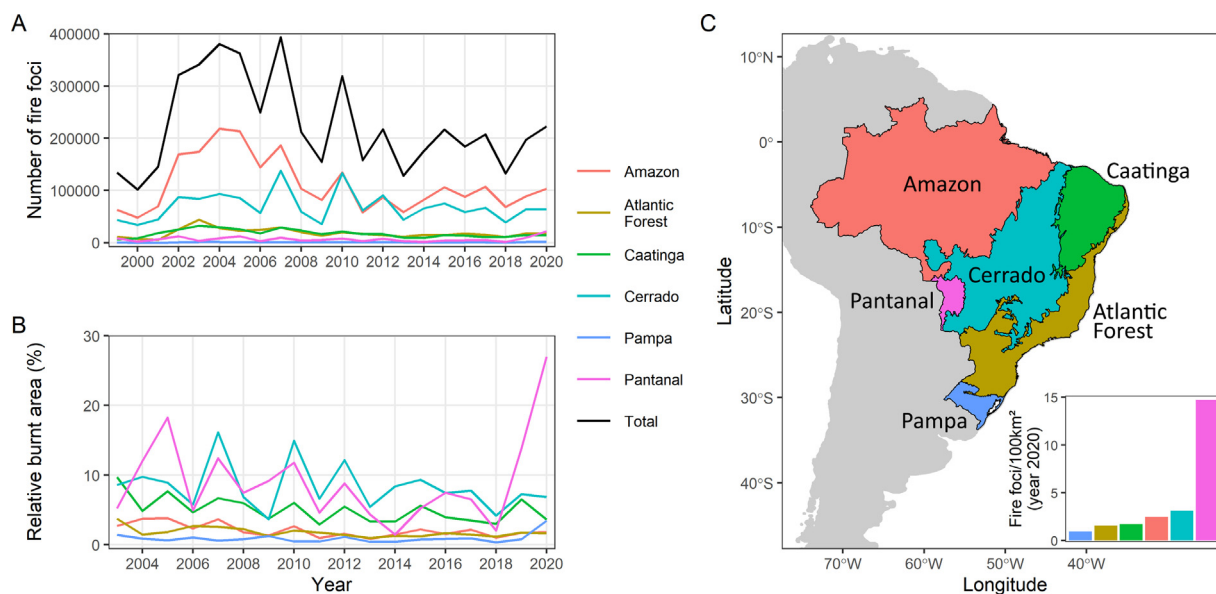 A
Number of fire foci
400000
300000
200000
100000
0
2000 2002 2004 2006 2008 2010 2012 2014 2016 2018 2020
B
Relative burnt area (%)
30
20
10
0
2004 2006 2008 2010 2012 2014 2016 2018 2020
Year
Amazon
Atlantic
Forest
Caatinga
Cerrado
Pampa
Pantanal
Total
C
Latitude
10°N
0°
10°S
20°S
30°S
40°S
Amazon
Caatinga
Cerrado
Pantanal
Atlantic
Forest
Pampa
Fire foci/100km²
(year 2020)
15
10
5
0
70°W 60°W 50°W 40°W
Longitude